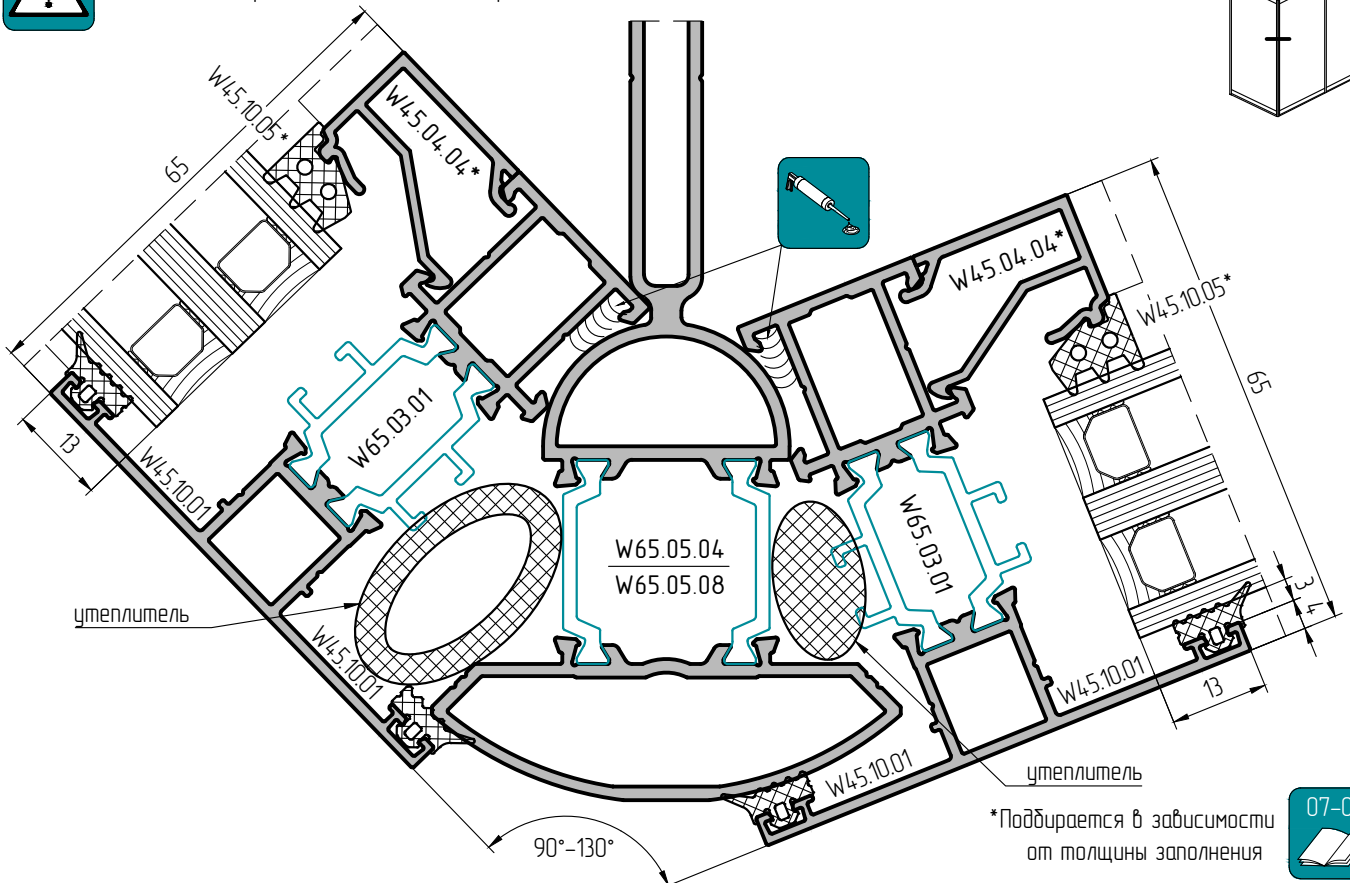 W45.10.05*
W45.04.04*
65
W65.03.01
13
W45.10.01
утеплитель
W45.10.01
W65.05.04
W65.05.08
W45.04.04*
W45.10.05*
65
W65.03.01
3
4
13
W45.10.01
W45.10.01
утеплитель
90°-130°
*Подбирается в зависимости
от толщины заполнения